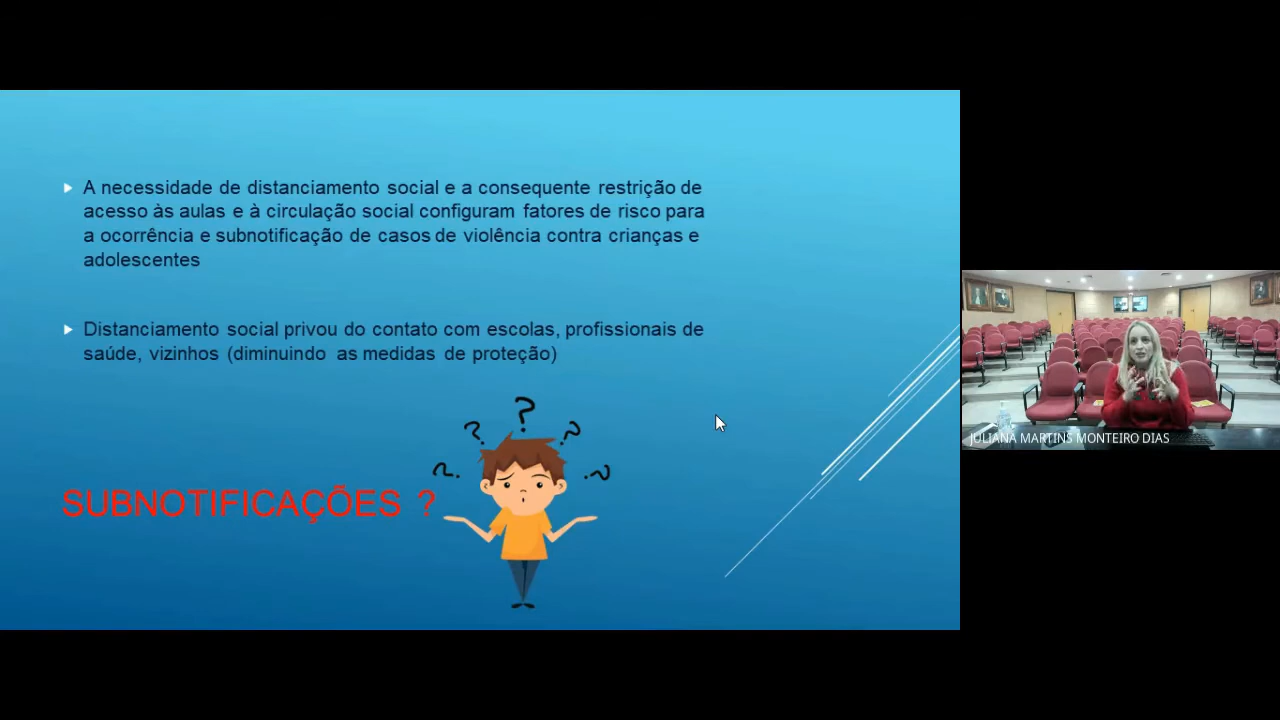 A necessidade de distanciamento social e a consequente restrição de
acesso às aulas e à circulação social configuram fatores de risco para
a ocorrência e subnotificação de casos de violência contra crianças e
adolescentes
Distanciamento social privou do contato com escolas, profissionais de
saúde, vizinhos (diminuindo as medidas de proteção)
? ? ? ? ?
SUBNOTIFICAÇÕES ?
JULIANA MARTINS MONTEIRO DIAS